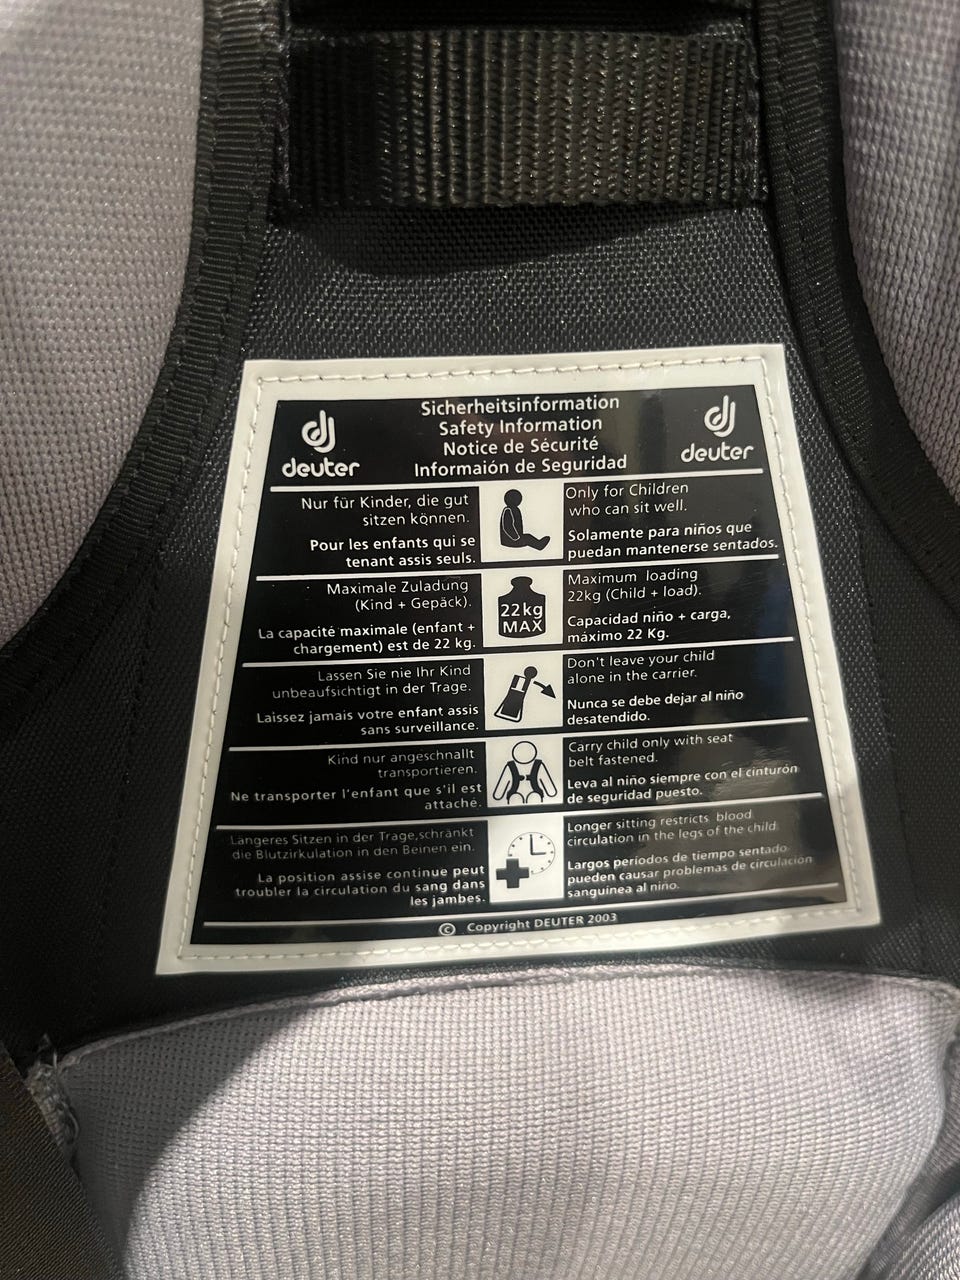 deuter
Sicherheitsinformation
Safety Information
Notice de Sécurité
Informaión de Seguridad
deuter
Nur für Kinder, die gut
sitzen können.
Pour les enfants qui se
tenant assis seuls.
Only for Children
who can sit well.
Solamente para niños que
puedan mantenerse sentados.
Maximale Zuladung
(Kind + Gepäck).
La capacité maximale (enfant +
chargement) est de 22 kg.
22kg
MAX
Maximum loading
22kg (Child + load).
Capacidad niño + carga,
máximo 22 Kg.
Lassen Sie nie Ihr Kind
unbeaufsichtigt in der Trage.
Laissez jamais votre enfant assis
sans surveillance.
Don't leave your child
alone in the carrier.
Nunca se debe dejar al niño
desatendido.
Kind nur angeschnallt
transportieren.
Ne transporter l'enfant que s'il est
attaché.
Carry child only with seat
belt fastened.
Leva al niño siempre con el cinturón
de seguridad puesto.
Längeres Sitzen in der Trage,schränkt
die Blutzirkulation in den Beinen ein.
La position assise continue peut
troubler la circulation du sang dans
les jambes.
Longer sitting restricts blood
circulation in the legs of the child.
Largos períodos de tiempo sentado
pueden causar problemas de circulación
sanguínea al niño.
© Copyright DEUTER 2003